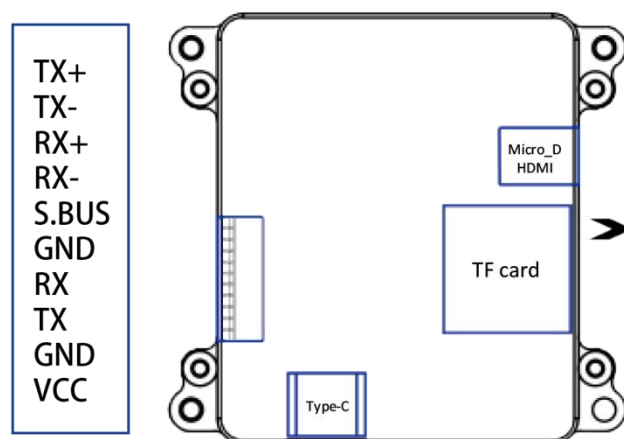 TX+
TX-
RX+
RX-
S.BUS
GND
RX
TX
GND
VCC
Micro_D
HDMI
TF card
Type-C